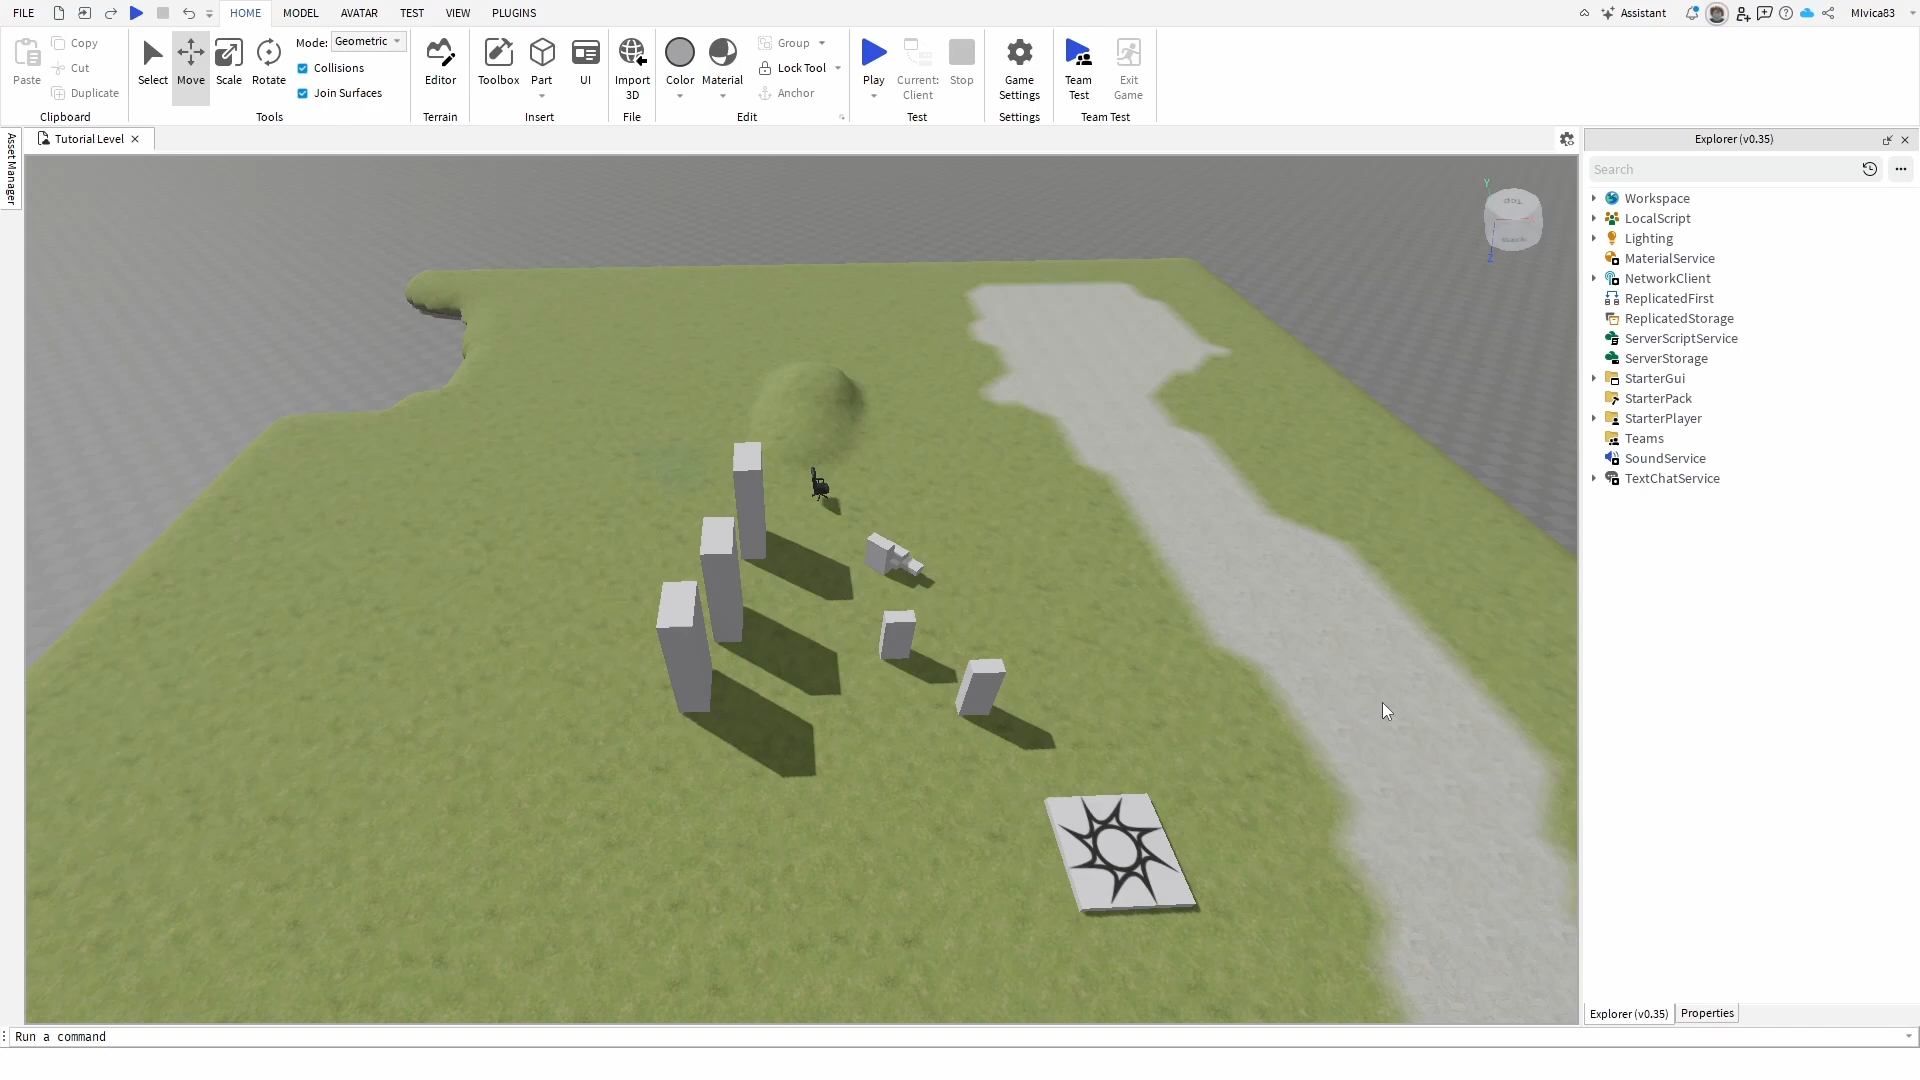 FILE HOME MODEL AVATAR TEST VIEW PLUGINS Assistant MIvica83
Paste
Copy
Cut
Duplicate
Clipboard
Select Move Scale Rotate
Mode: Geometric
Collisions
Join Surfaces
Tools
Editor
Terrain
Toolbox Part UI
Insert
Import
3D
File
Color Material
Group
Lock Tool
Anchor
Edit
Play
Current:
Client
Stop
Test
Game
Settings
Settings
Team
Test
Exit
Game
Team Test
Asset Manager
Tutorial Level
Y
Top
Z
Explorer (v0.35)
Search
Workspace
LocalScript
Lighting
MaterialService
NetworkClient
ReplicatedFirst
ReplicatedStorage
ServerScriptService
ServerStorage
StarterGui
StarterPack
StarterPlayer
Teams
SoundService
TextChatService
Explorer (v0.35) Properties
Run a command